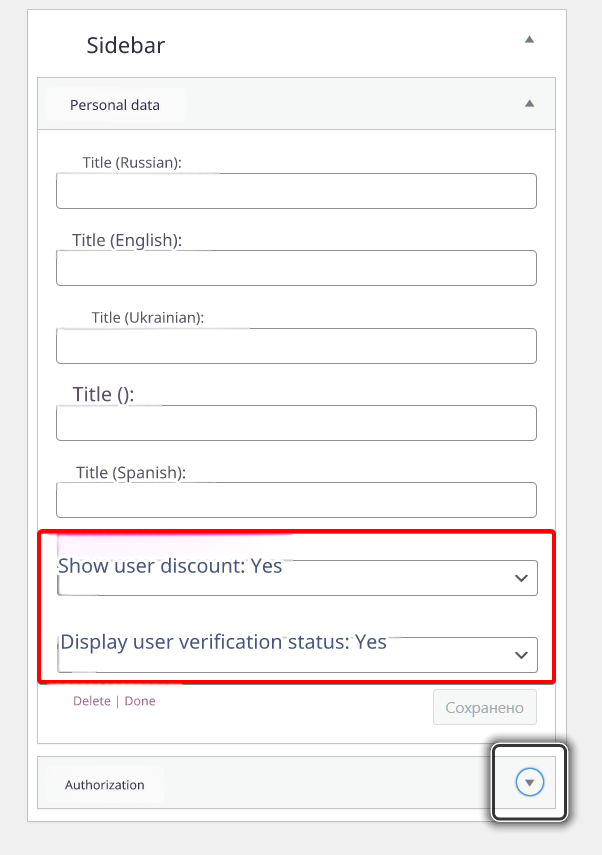 Sidebar
Personal data
Title (Russian):
Title (English):
Title (Ukrainian):
Title ():
Title (Spanish):
Show user discount: Yes
Display user verification status: Yes
Delete | Done
Сохранено
Authorization